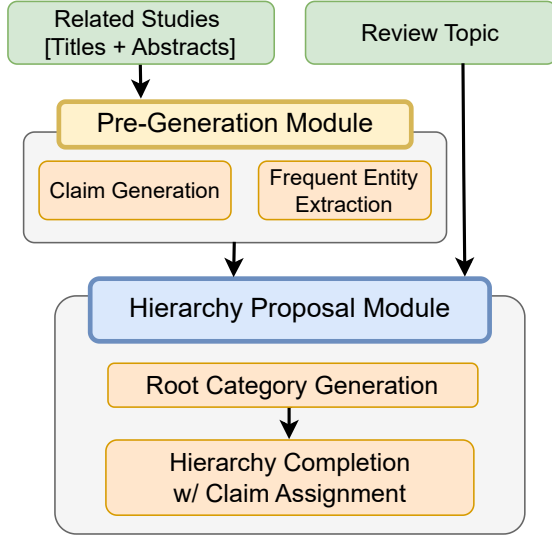 Related Studies
[Titles + Abstracts]
Review Topic
Pre-Generation Module
Claim Generation
Frequent Entity
Extraction
Hierarchy Proposal Module
Root Category Generation
Hierarchy Completion
w/ Claim Assignment